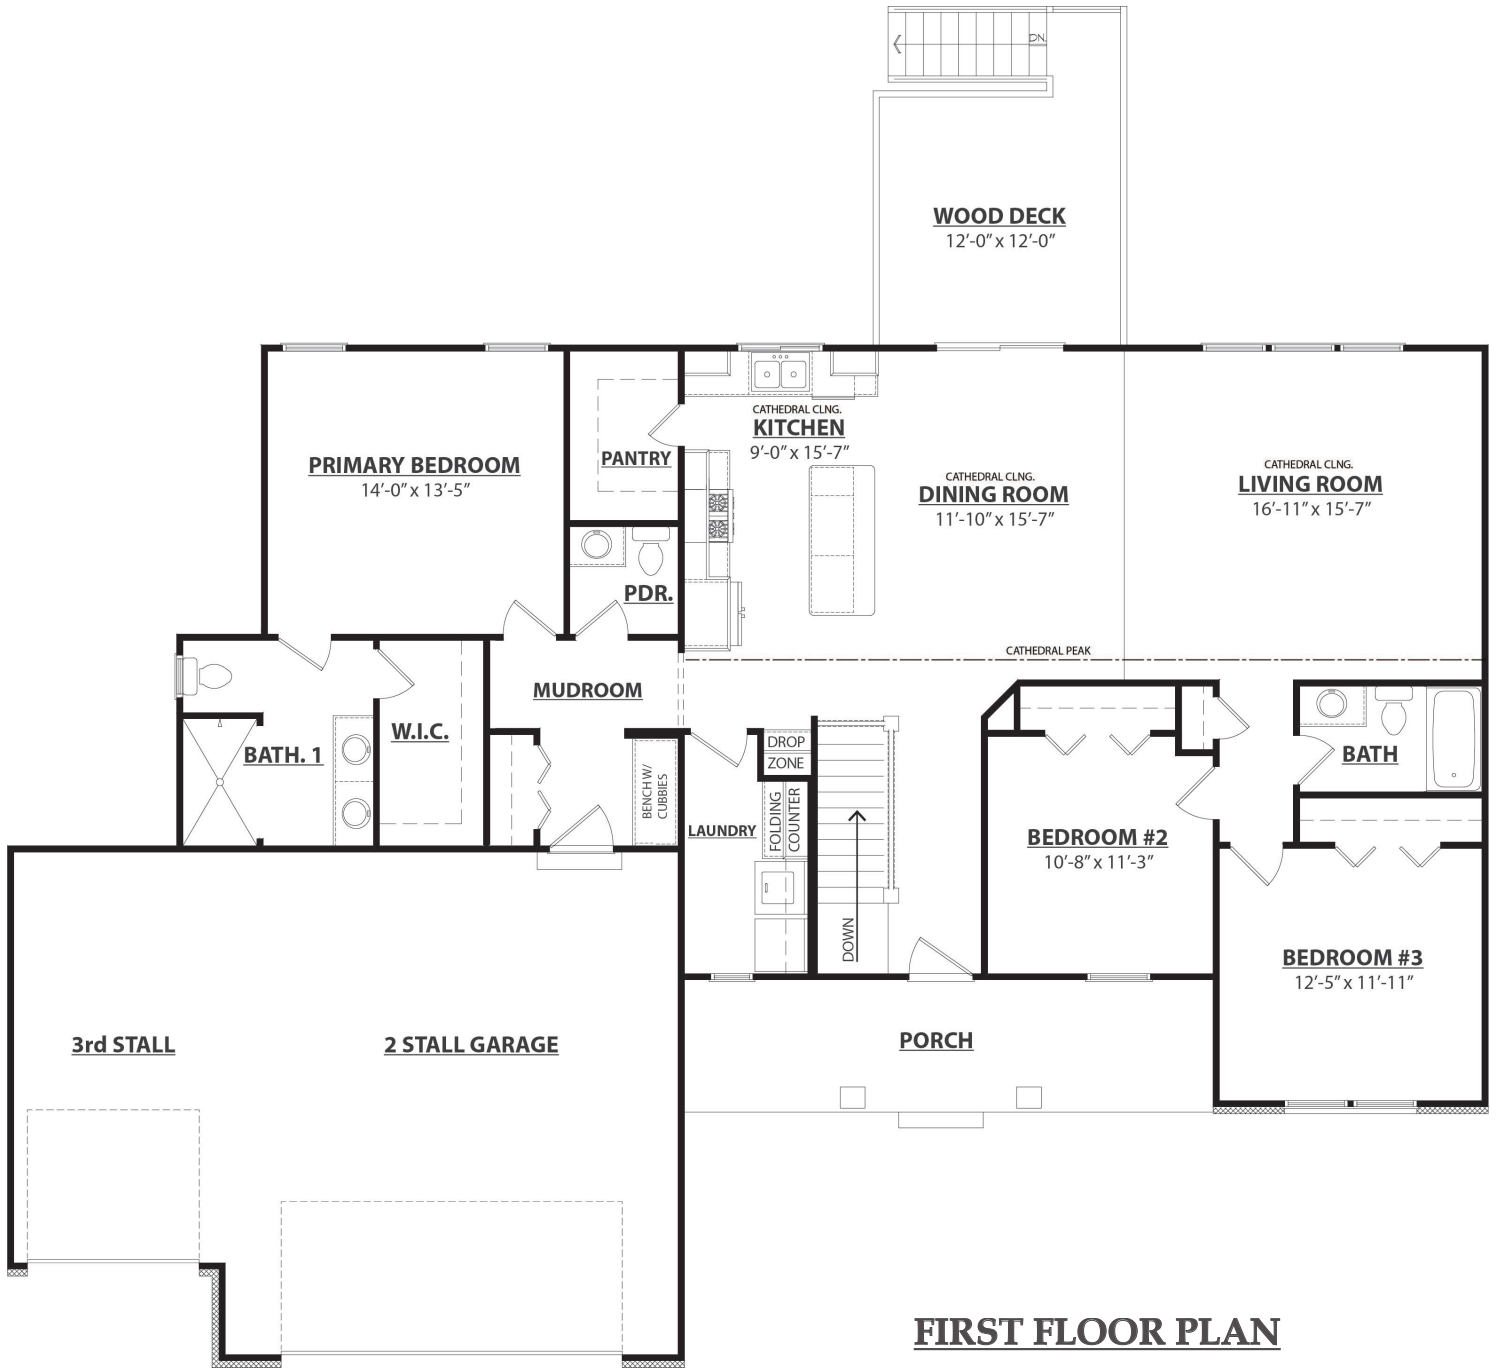 DN.
WOOD DECK
12’-0” x 12’-0”
CATHEDRAL CLNG.
KITCHEN
9’-0” x 15’-7”
PRIMARY BEDROOM
14’-0” x 13’-5”
PANTRY
CATHEDRAL CLNG.
DINING ROOM
11’-10” x 15’-7”
CATHEDRAL CLNG.
LIVING ROOM
16’-11” x 15’-7”
PDR.
CATHEDRAL PEAK
MUDROOM
W.I.C.
BATH. 1
DROP
ZONE
BENCH W/
CUBBIES
FOLDING
COUNTER
LAUNDRY
BATH
BEDROOM #2
10’-8” x 11’-3”
DOWN
BEDROOM #3
12’-5” x 11’-11”
3rd STALL
2 STALL GARAGE
PORCH
FIRST FLOOR PLAN